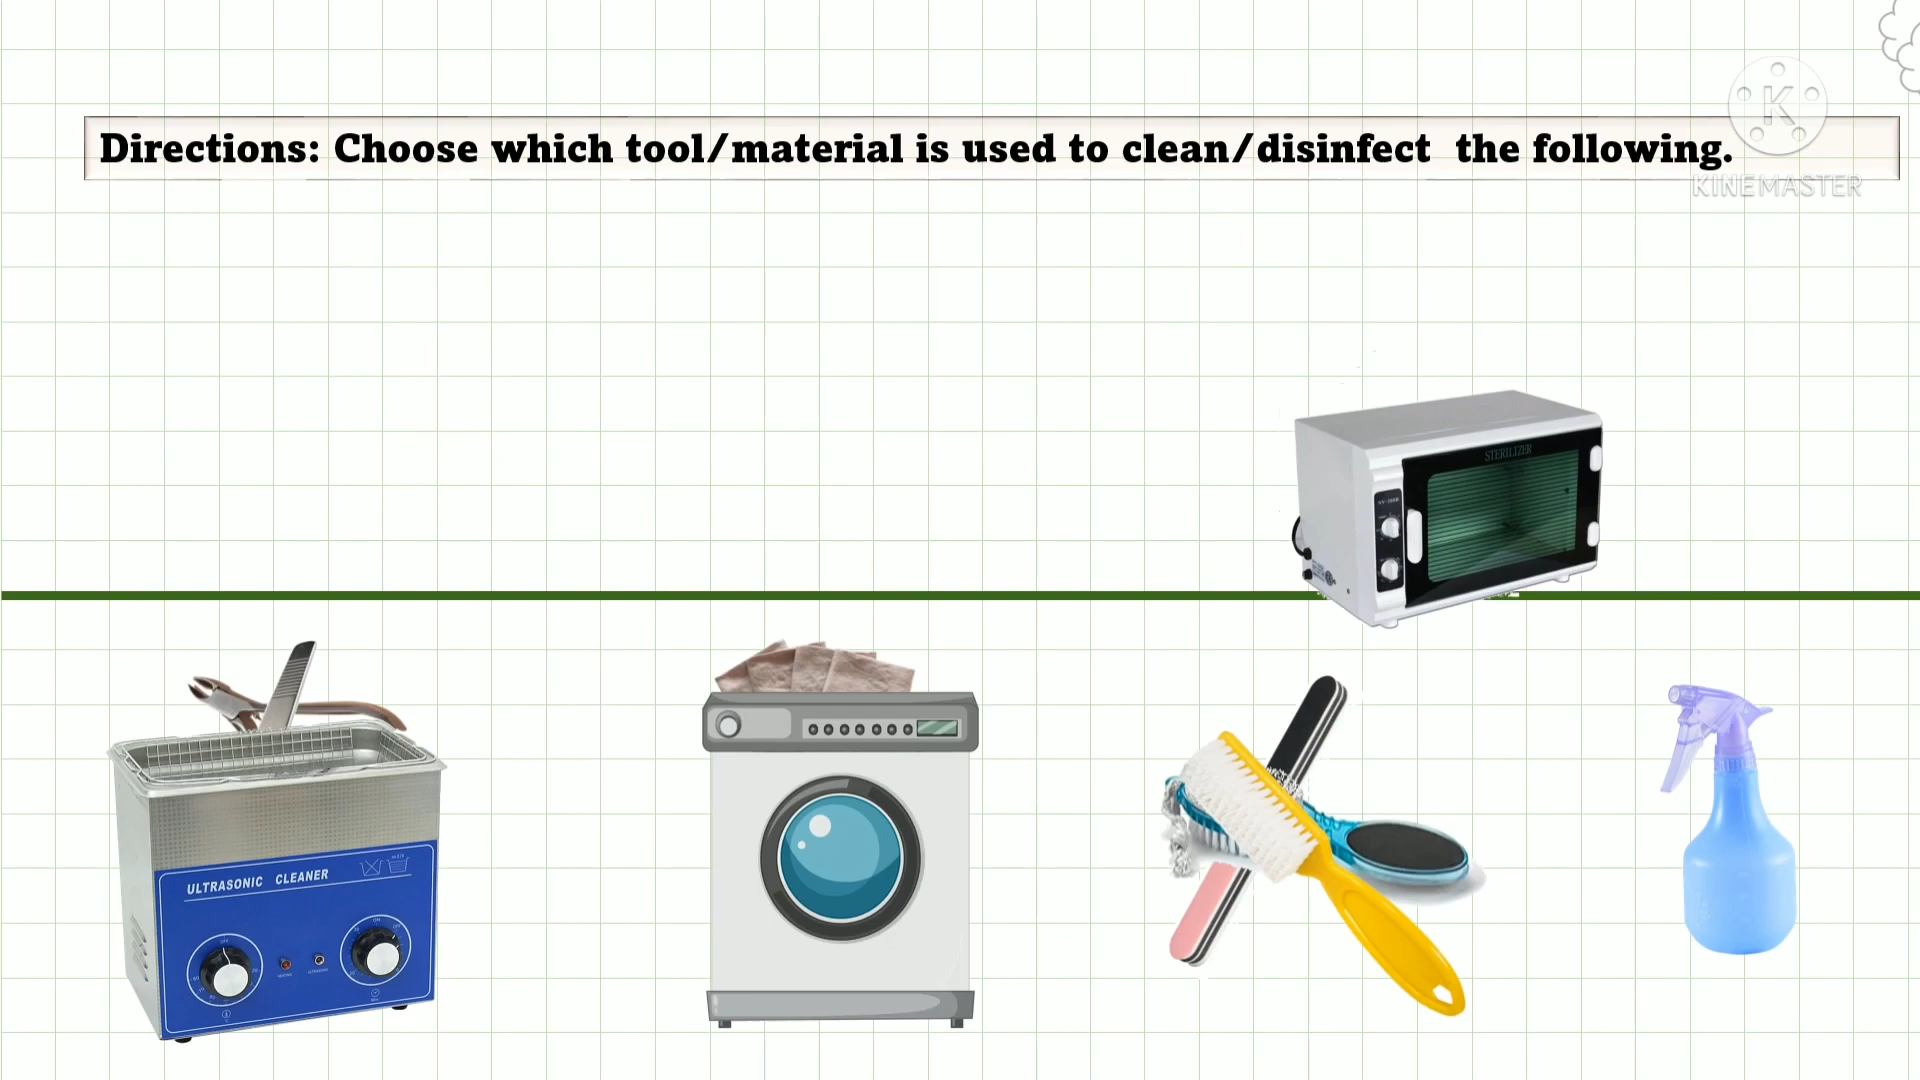 Directions: Choose which tool/material is used to clean/disinfect the following.
K
KINEMASTER
STERILIZER
ULTRASONIC CLEANER